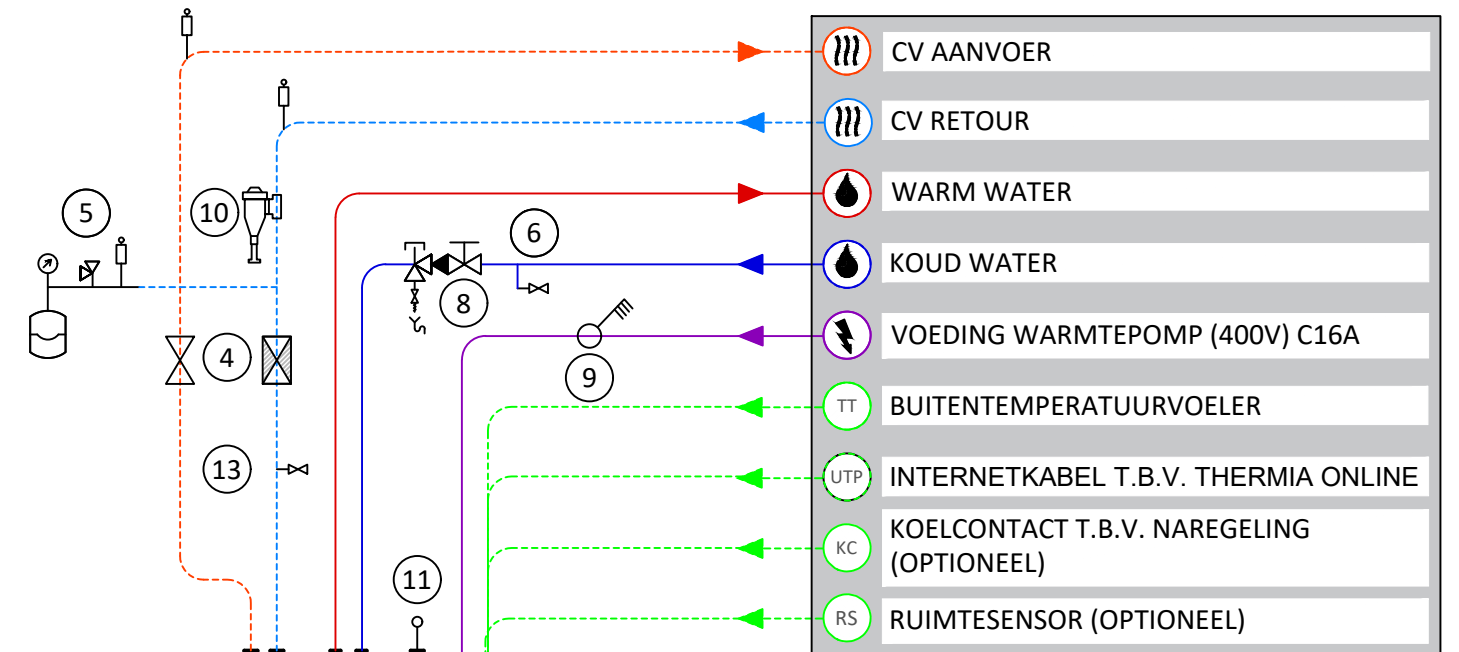 CV AANVOER
CV RETOUR
WARM WATER
5
10
6
KOUD WATER
8
VOEDING WARMTEPOMP (400V) C16A
4
9
TT
BUITENTEMPERATUURVOELER
13
UTP
INTERNETKABEL T.B.V. THERMIA ONLINE
KC
KOELCONTACT T.B.V. NAREGELING
(OPTIONEEL)
11
RS
RUIMTESENSOR (OPTIONEEL)